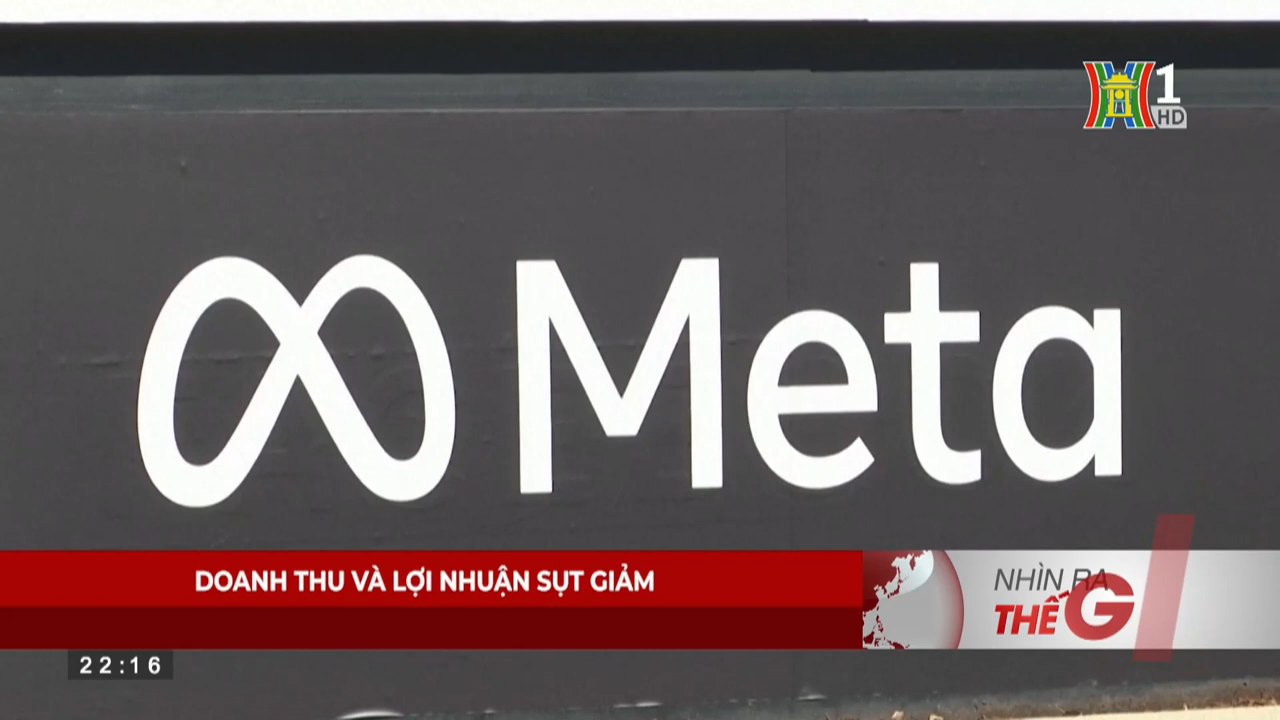 1
HD
Meta
DOANH THU VÀ LỢI NHUẬN SỤT GIẢM
NHÌN RA
THẾ G
22:16